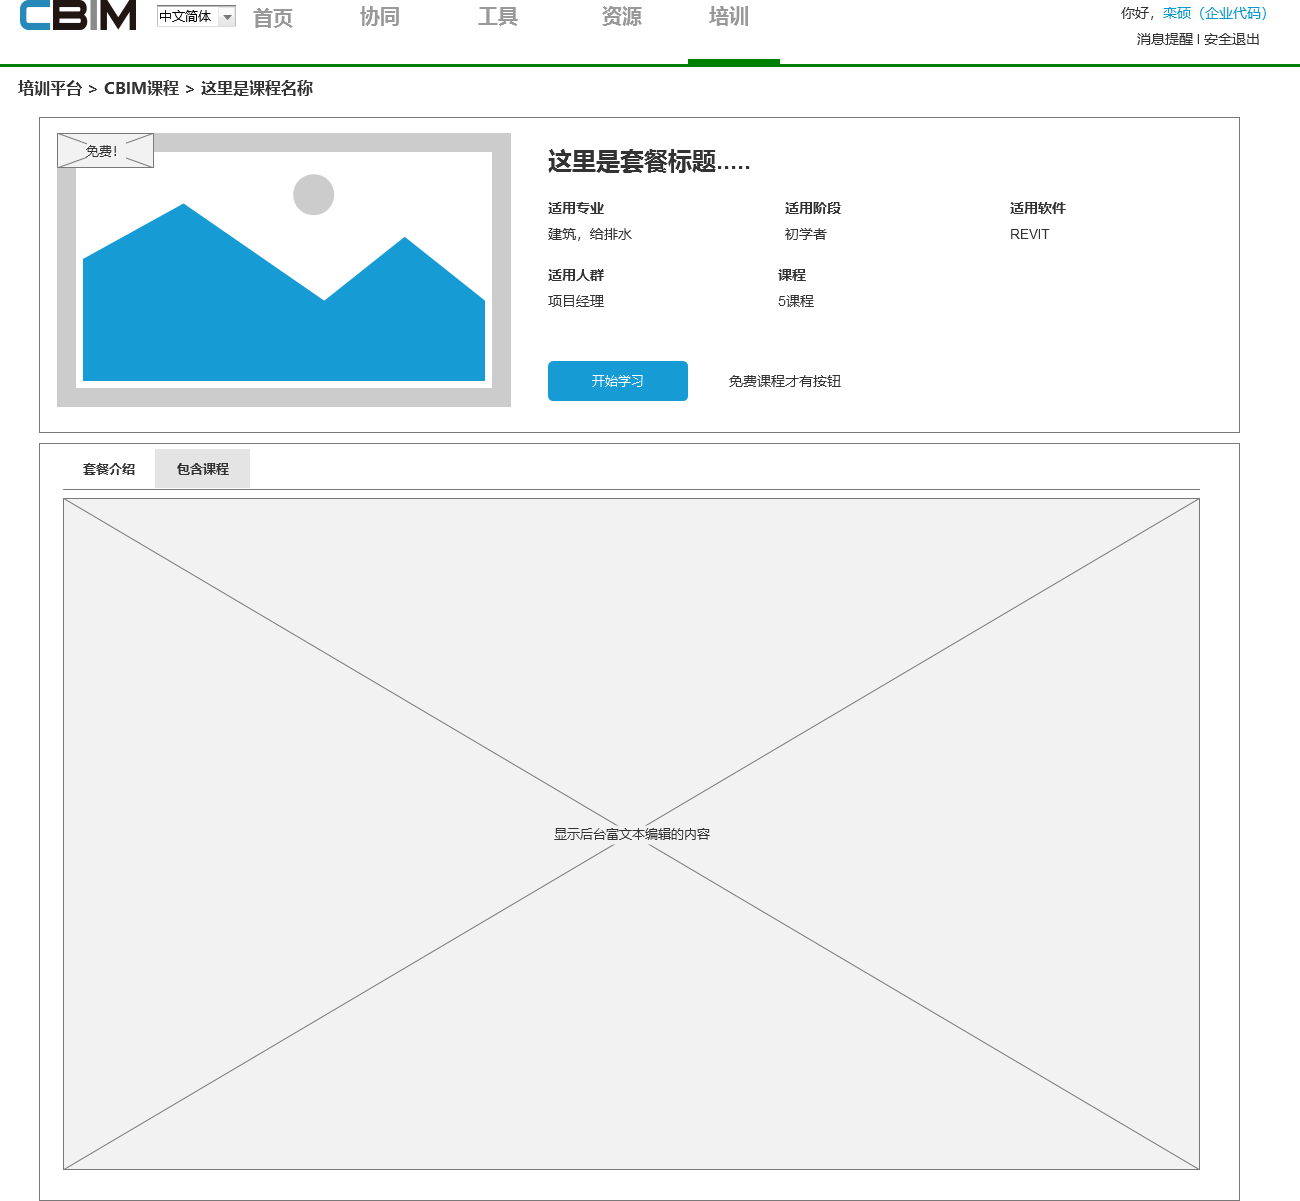 CBIM 中文简体 首页 协同 工具 资源 培训 你好，栾硕（企业代码）
消息提醒 I 安全退出
培训平台 > CBIM课程 > 这里是课程名称
免费！
这里是套餐标题.....
适用专业 适用阶段 适用软件
建筑，给排水 初学者 REVIT
适用人群 课程
项目经理 5课程
开始学习 免费课程才有按钮
套餐介绍 包含课程
显示后台富文本编辑的内容